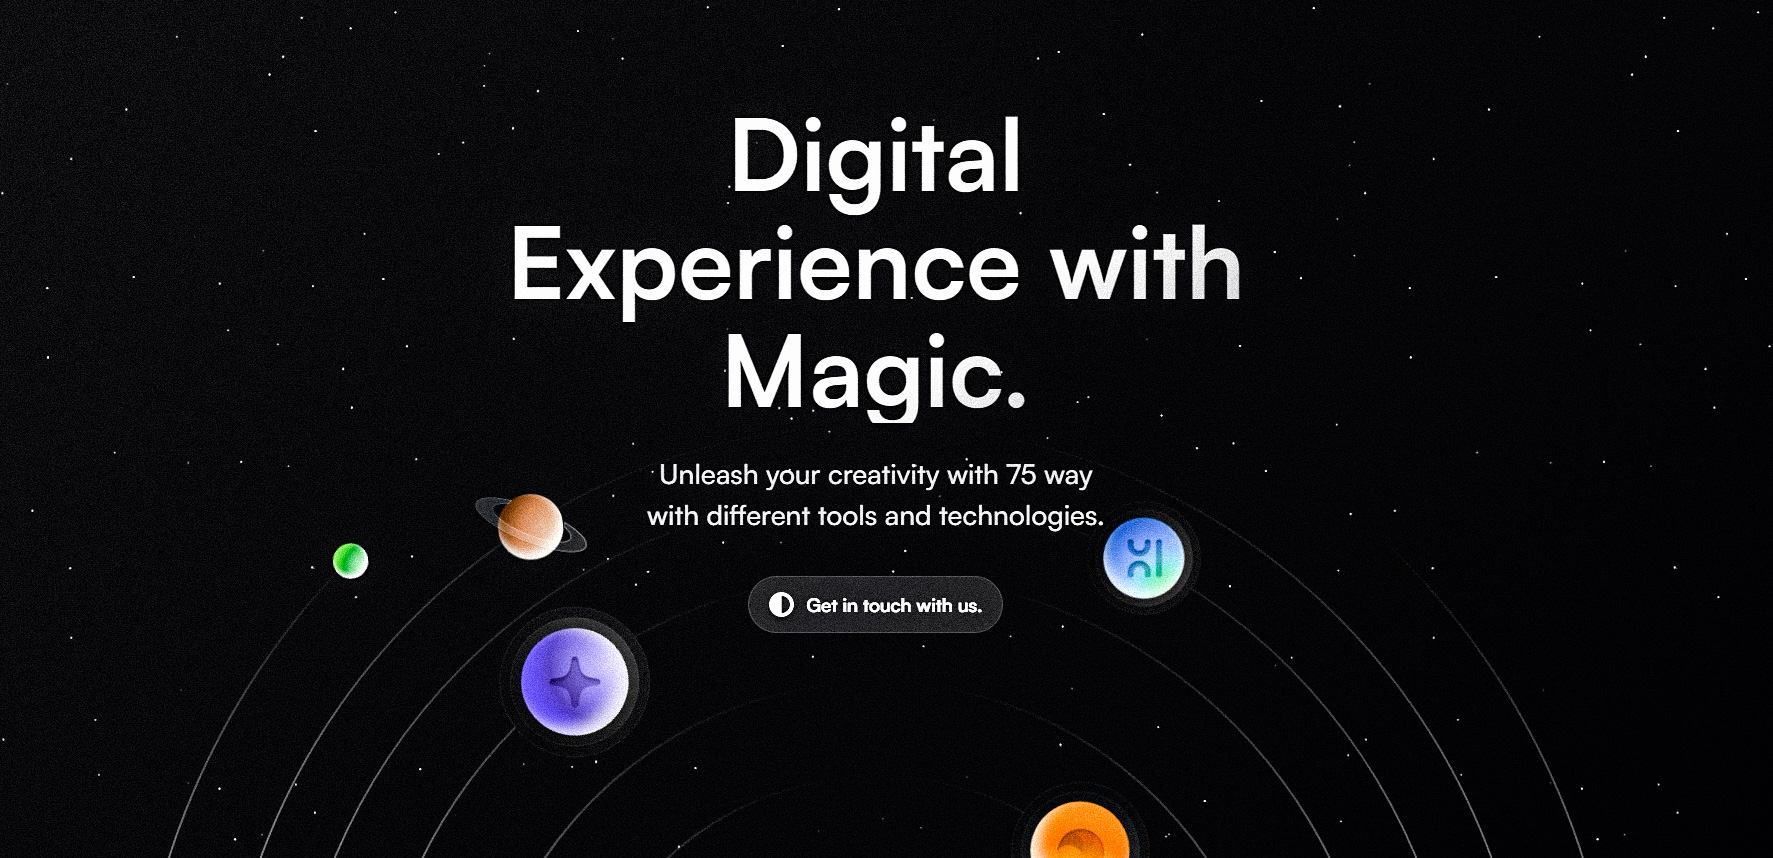 Digital
Experience with
Magic.
Unleash your creativity with 75 way
with different tools and technologies.
Get in touch with us.